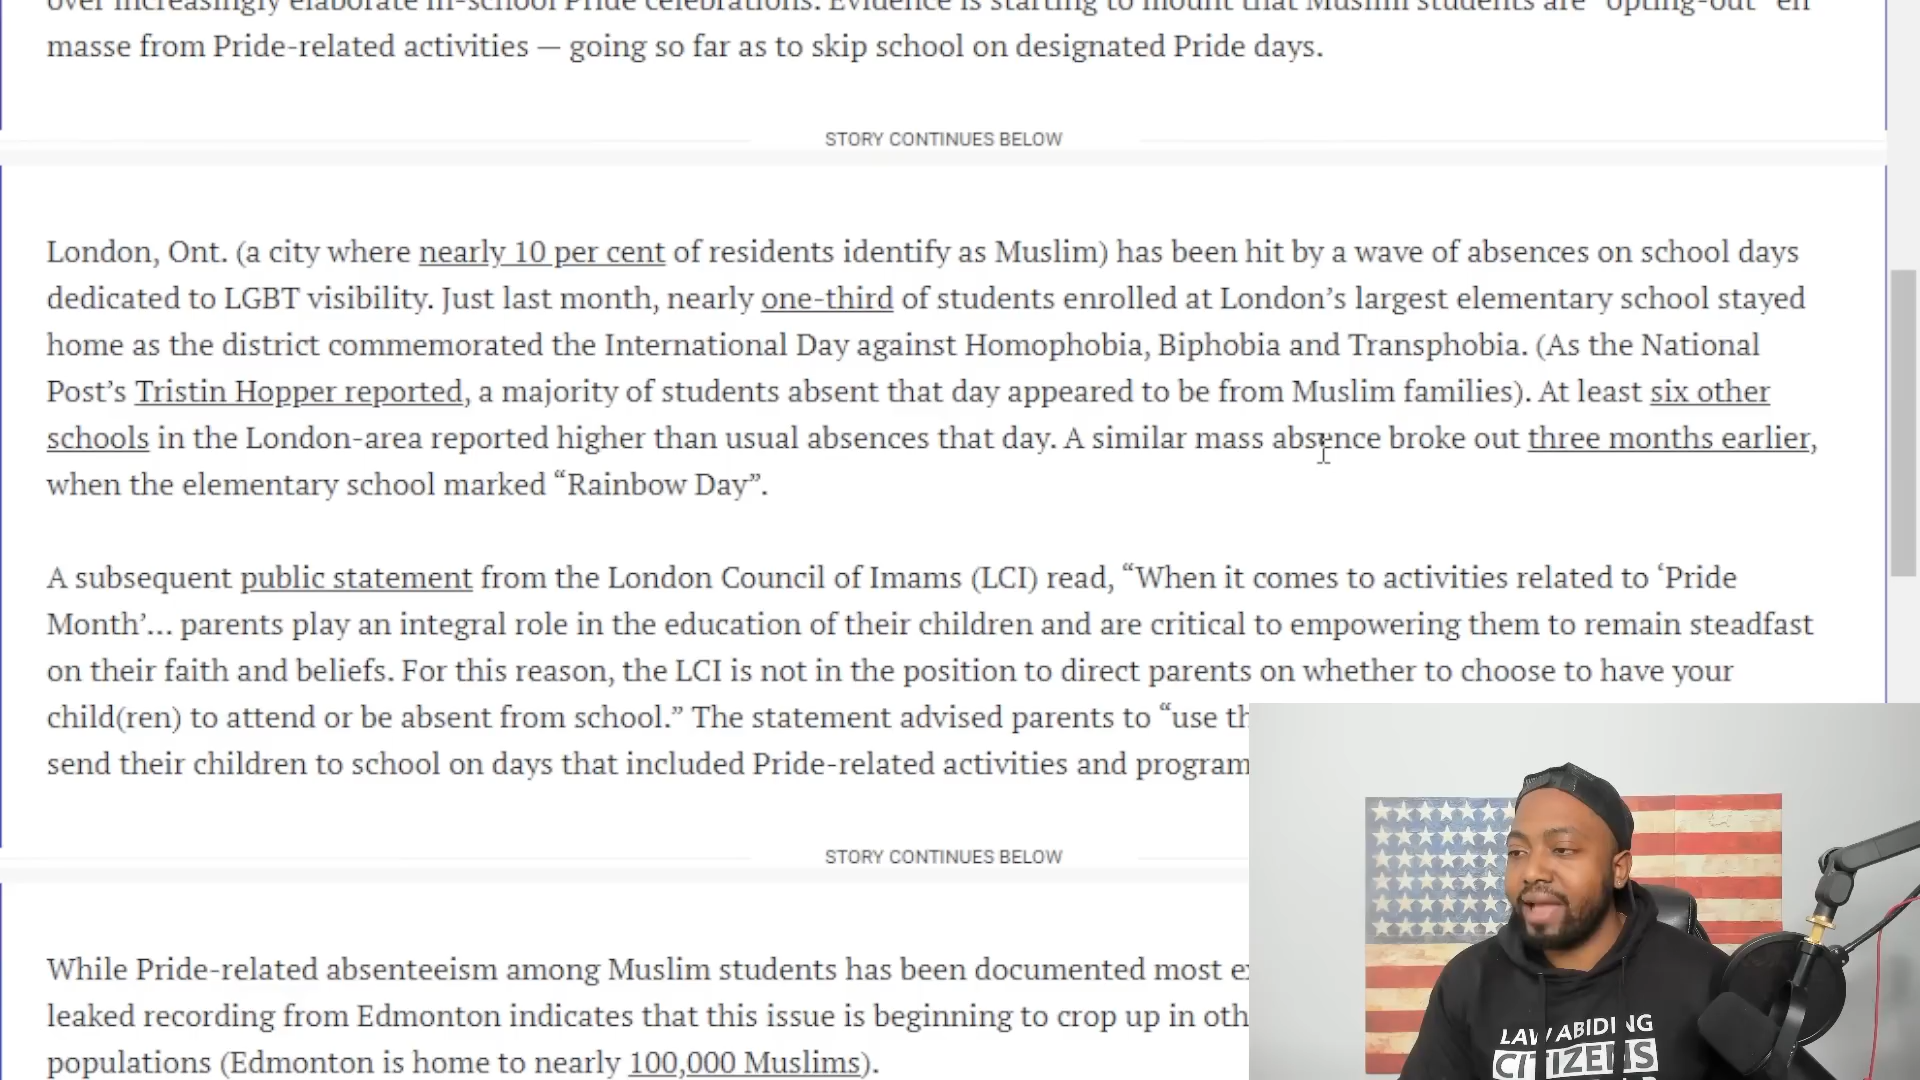 over increasingly elaborate in-school Pride celebrations. Evidence is starting to mount that Muslim students are “opting-out” en
masse from Pride-related activities — going so far as to skip school on designated Pride days.
STORY CONTINUES BELOW
London, Ont. (a city where nearly 10 per cent of residents identify as Muslim) has been hit by a wave of absences on school days
dedicated to LGBT visibility. Just last month, nearly one-third of students enrolled at London’s largest elementary school stayed
home as the district commemorated the International Day against Homophobia, Biphobia and Transphobia. (As the National
Post’s Tristin Hopper reported, a majority of students absent that day appeared to be from Muslim families). At least six other
schools in the London-area reported higher than usual absences that day. A similar mass absence broke out three months earlier,
when the elementary school marked “Rainbow Day”.
A subsequent public statement from the London Council of Imams (LCI) read, “When it comes to activities related to ‘Pride
Month’... parents play an integral role in the education of their children and are critical to empowering them to remain steadfast
on their faith and beliefs. For this reason, the LCI is not in the position to direct parents on whether to choose to have your
child(ren) to attend or be absent from school.” The statement advised parents to “use th
send their children to school on days that included Pride-related activities and program
STORY CONTINUES BELOW
While Pride-related absenteeism among Muslim students has been documented most ex
leaked recording from Edmonton indicates that this issue is beginning to crop up in oth
populations (Edmonton is home to nearly 100,000 Muslims).
LAW ABIDING
CITIZENS